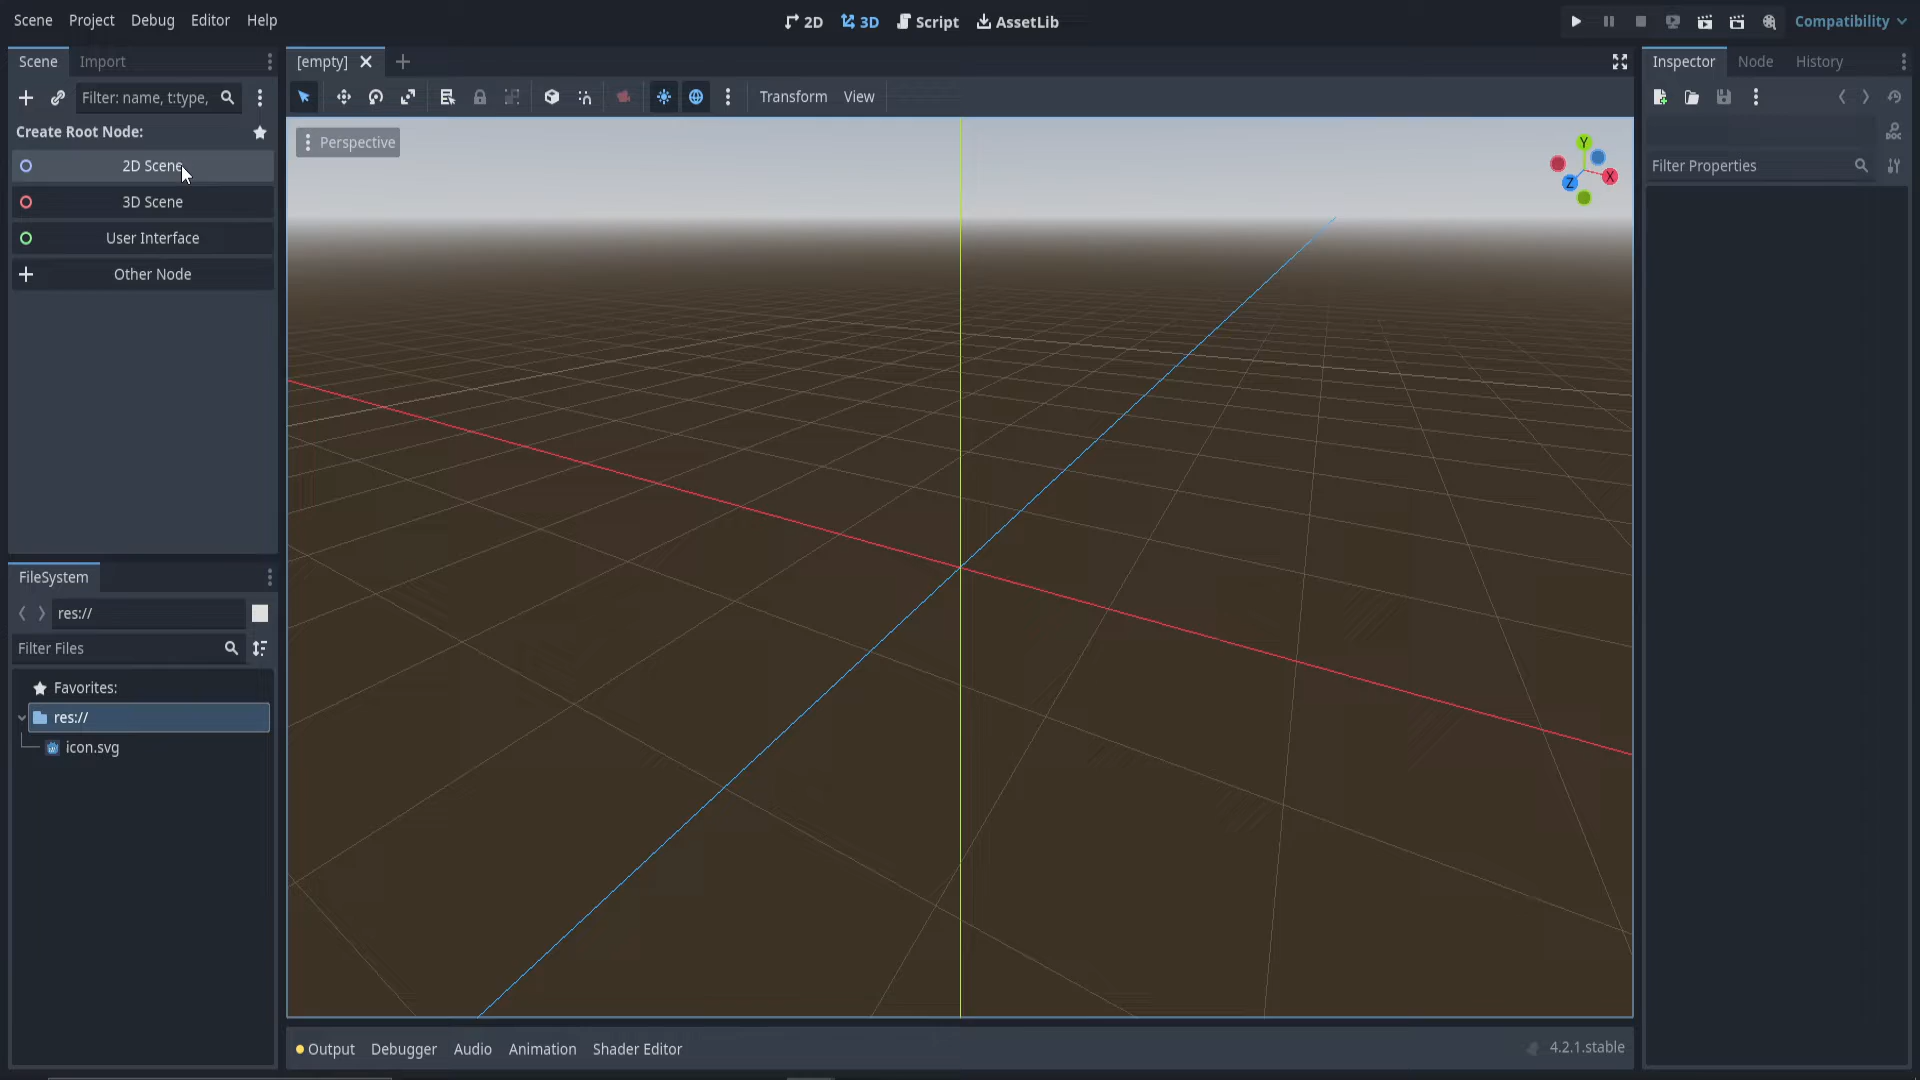 Scene Project Debug Editor Help
2D 3D Script AssetLib
Compatibility
Scene Import
Filter: name, t:type,
Create Root Node:
2D Scene
3D Scene
User Interface
Other Node
FileSystem
res://
Filter Files
Favorites:
res://
icon.svg
[empty]
Transform View
Perspective
Y
X
Z
Output Debugger Audio Animation Shader Editor
4.2.1.stable
Inspector Node History
DOC
Filter Properties